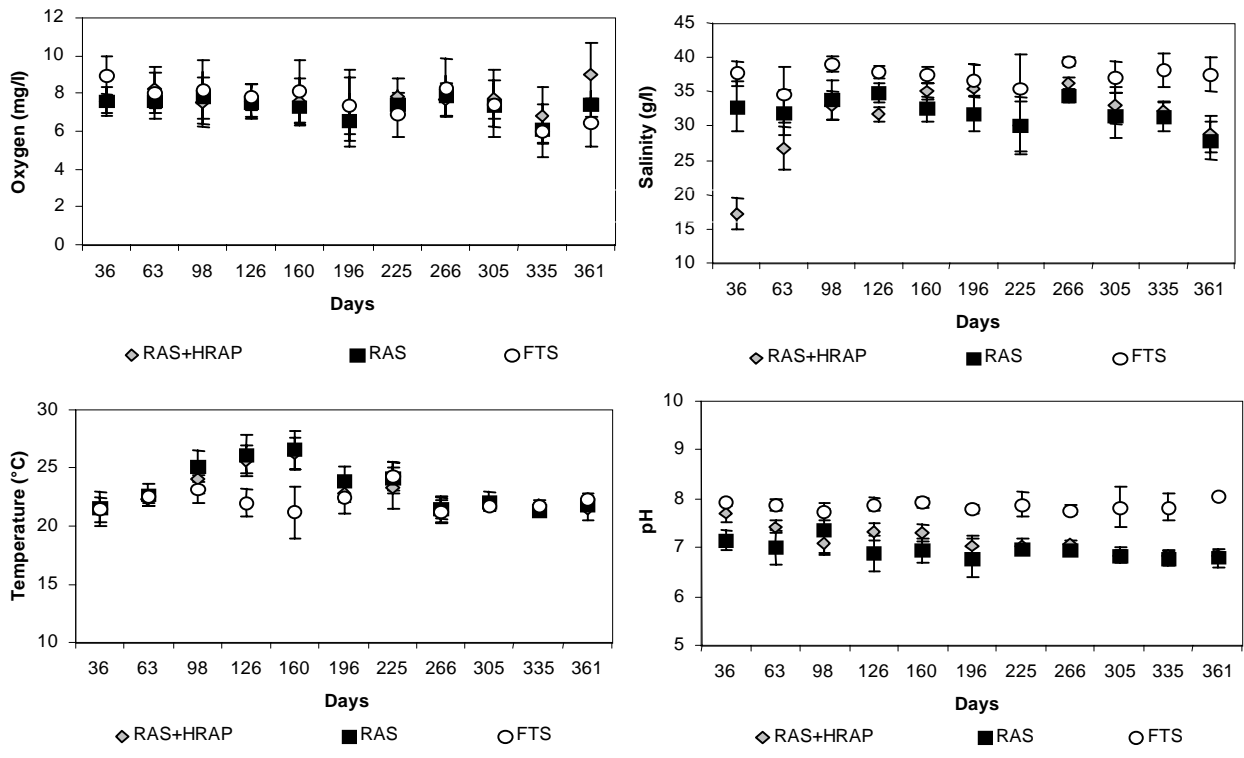 Oxygen (mg/l)
12
10
8
6
4
2
0
36 63 98 126 160 196 225 266 305 335 361
Days
RAS+HRAP RAS FTS
Salinity (g/l)
45
40
35
30
25
20
15
10
36 63 98 126 160 196 225 266 305 335 361
Days
RAS+HRAP RAS FTS
Temperature (°C)
30
25
20
15
10
36 63 98 126 160 196 225 266 305 335 361
Days
RAS+HRAP RAS FTS
pH
10
9
8
7
6
5
36 63 98 126 160 196 225 266 305 335 361
Days
RAS+HRAP RAS FTS